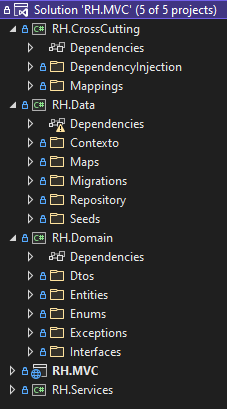 Solution 'RH.MVC' (5 of 5 projects)
C# RH.CrossCutting
Dependencies
DependencyInjection
Mappings
C# RH.Data
Dependencies
Contexto
Maps
Migrations
Repository
Seeds
C# RH.Domain
Dependencies
Dtos
Entities
Enums
Exceptions
Interfaces
RH.MVC
C# RH.Services